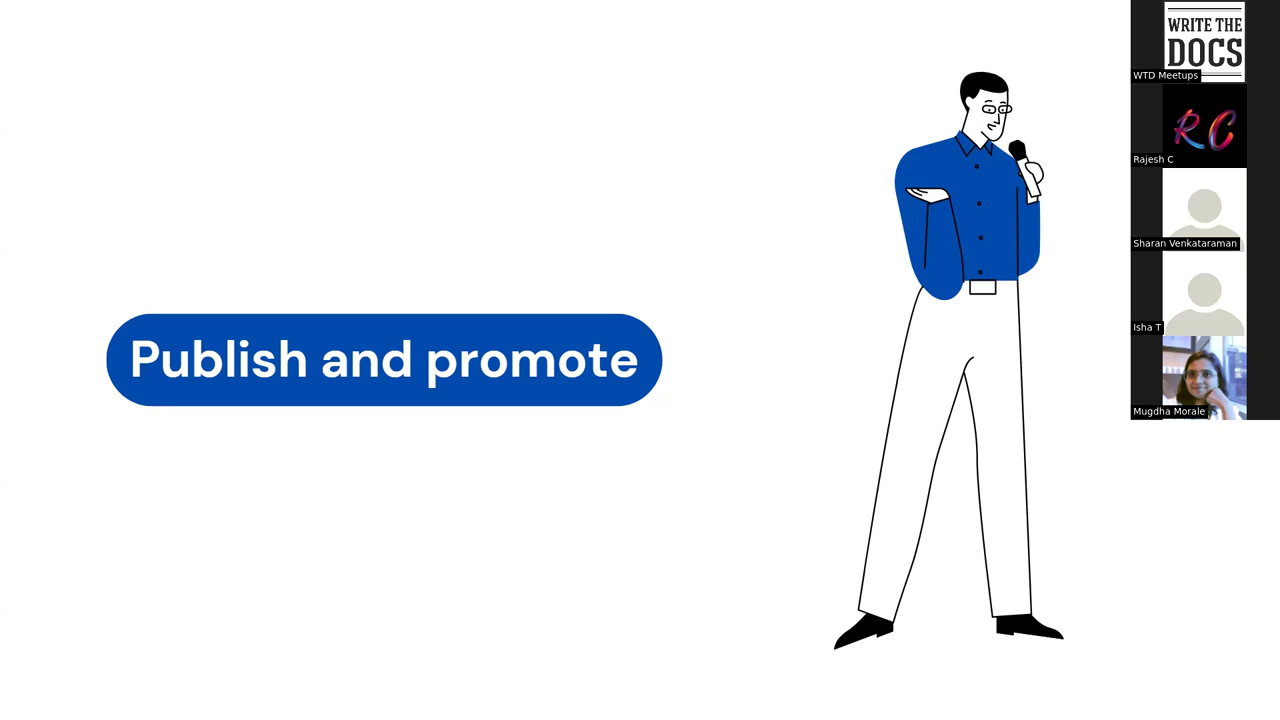 Publish and promote
WRITE THE
DOCS
WTD Meetups
RC
Rajesh C
Sharan Venkataraman
Isha T
Mugdha Morale